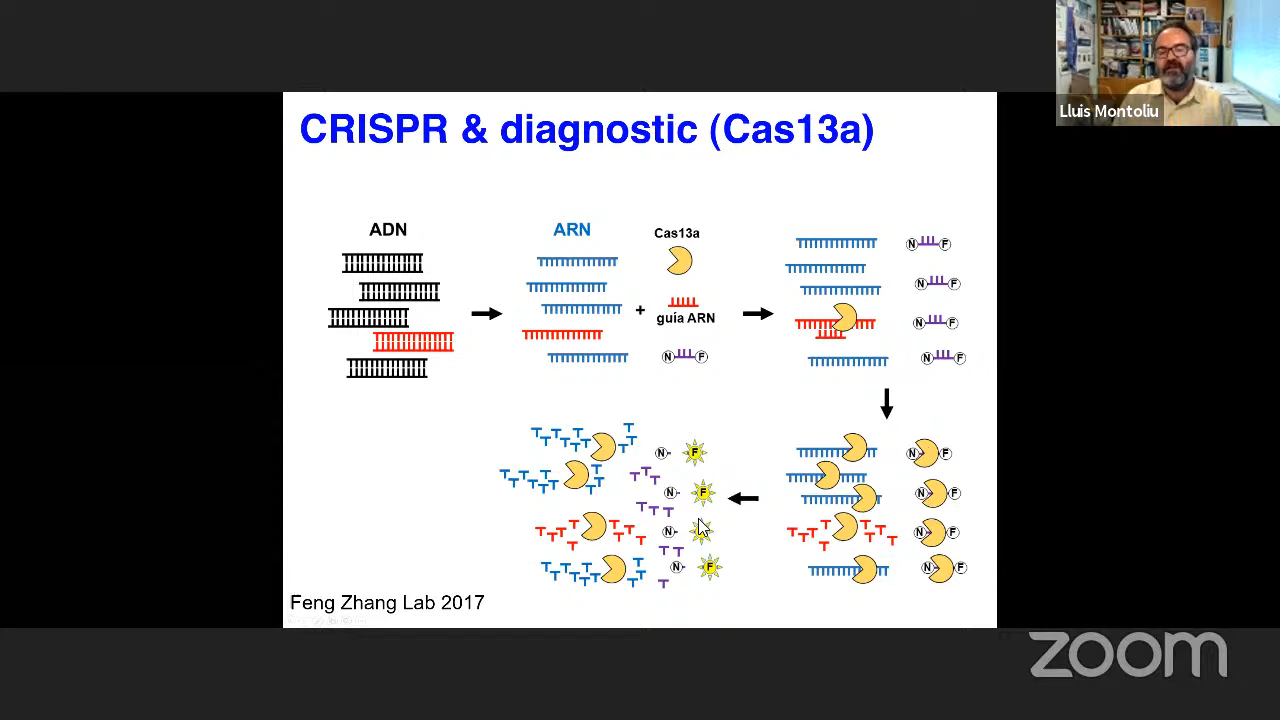 Lluis Montoliu
CRISPR & diagnostic (Cas13a)
ADN
ARN
Cas13a
+
guía ARN
N F
N F
N F
N F
N F
N F
N F
N F
N F
N F
N F
N F
N
N F
Feng Zhang Lab 2017
zoom